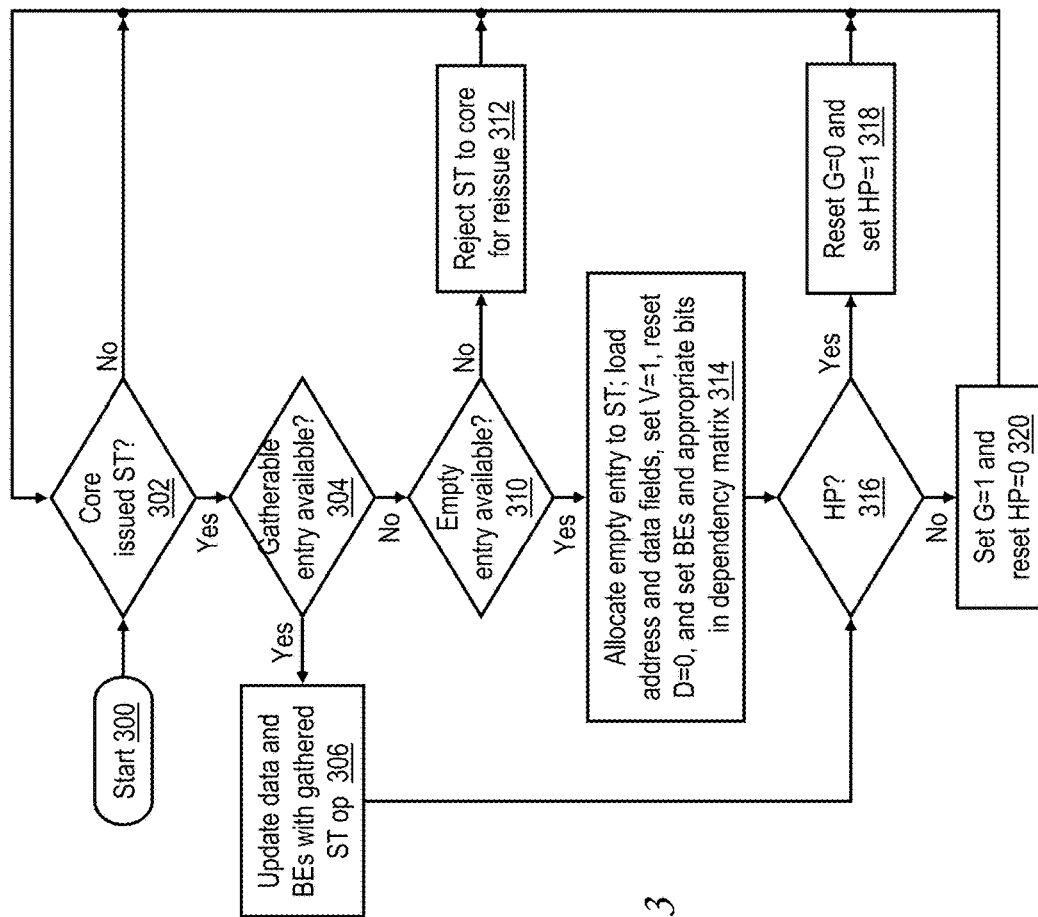 Start 300
Core
issued ST?
302
No
Yes
Gatherable
entry available?
304
Yes
No
Update data and
BEs with gathered
ST op 306
Empty
entry available?
310
No
Yes
Reject ST to core
for reissue 312
Allocate empty entry to ST; load
address and data fields, set V=1, reset
D=0, and set BEs and appropriate bits
in dependency matrix 314
HP?
316
Yes
No
Reset G=0 and
set HP=1 318
Set G=1 and
reset HP=0 320
3